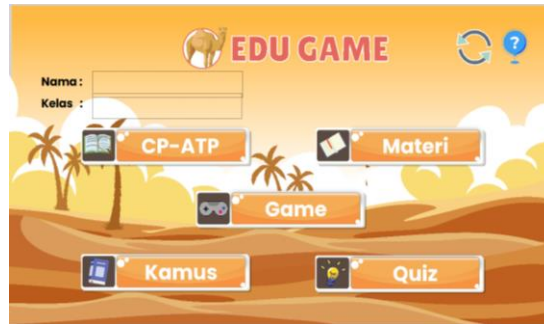 EDU GAME
?
Nama :
Kelas :
CP-ATP
Materi
Game
Kamus
Quiz